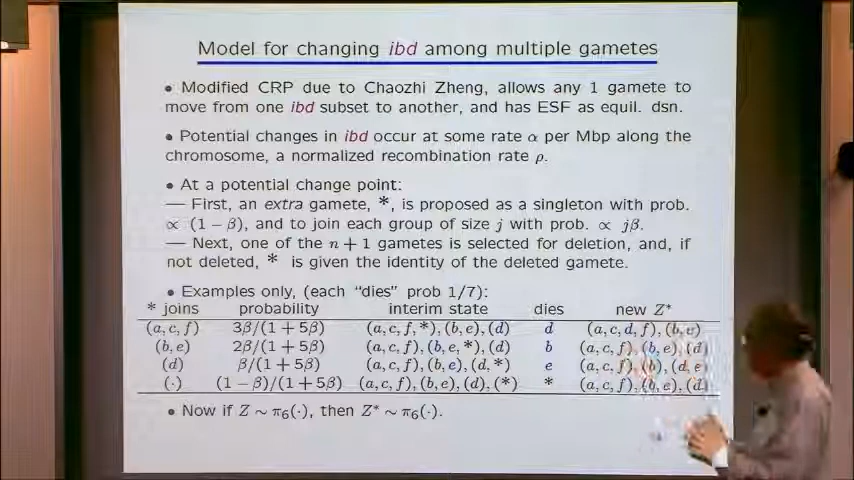 Model for changing ibd among multiple gametes
• Modified CRP due to Chaozhi Zheng, allows any 1 gamete to
move from one ibd subset to another, and has ESF as equil. dsn.
• Potential changes in ibd occur at some rate α per Mbp along the
chromosome, a normalized recombination rate ρ.
• At a potential change point:
— First, an extra gamete, *, is proposed as a singleton with prob.
∝ (1 − β), and to join each group of size j with prob. ∝ jβ.
— Next, one of the n + 1 gametes is selected for deletion, and, if
not deleted, * is given the identity of the deleted gamete.
• Examples only, (each "dies" prob 1/7):
* joins probability interim state dies new Z*
(a, c, f) 3β/(1 + 5β) (a, c, f, *), (b, e), (d) d (a, c, d, f), (b, e)
(b, e) 2β/(1 + 5β) (a, c, f), (b, e, *), (d) b (a, c, f), (b, e), (d)
(d) β/(1 + 5β) (a, c, f), (b, e), (d, *) e (a, c, f), (b), (d, e
(·) (1 − β)/(1 + 5β) (a, c, f), (b, e), (d), (*) * (a, c, f), (b, e), (d)
• Now if Z ∼ π6(·), then Z* ∼ π6(·).